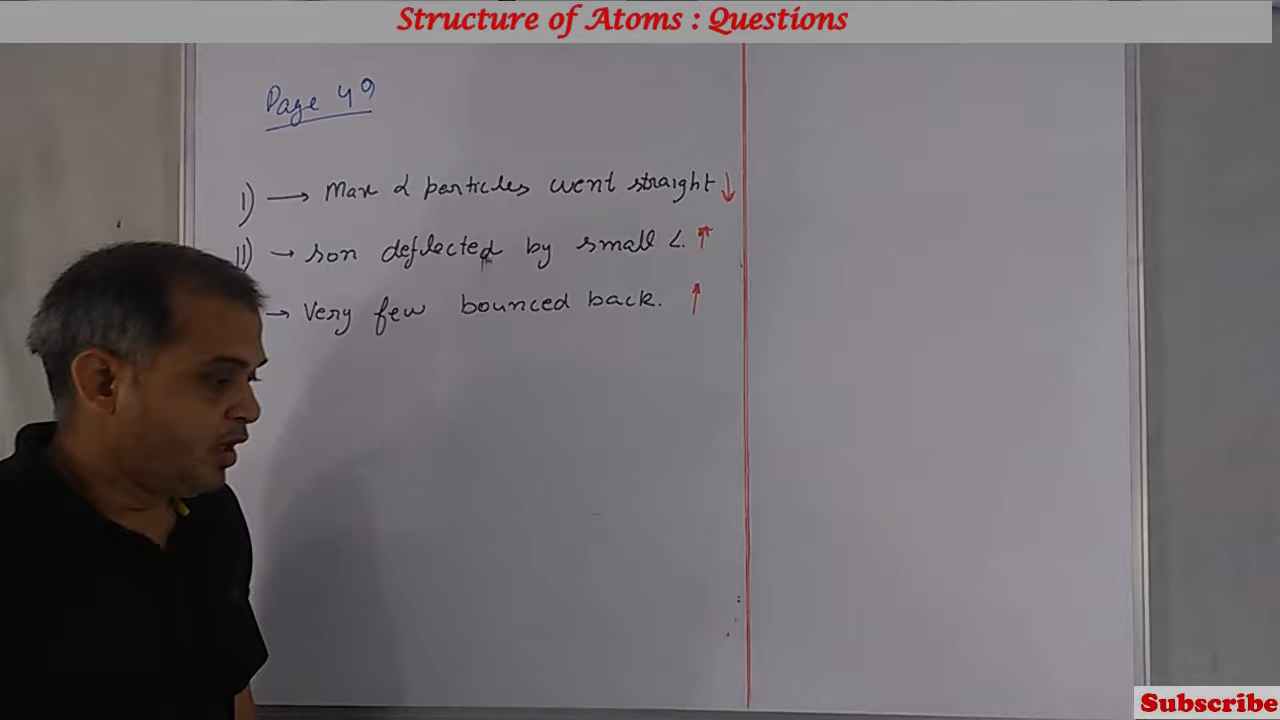 Structure of Atoms : Questions
Page 49
I) → Max α particles went straight ↓
II) → son deflected by small <. ↑
→ Very few bounced back. ↑
Subscribe